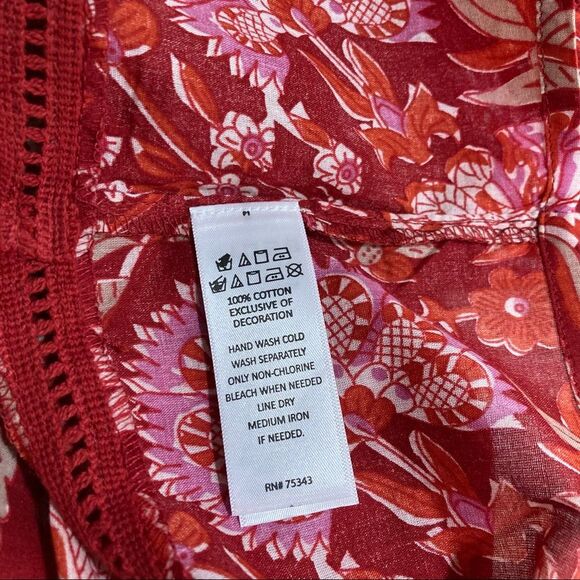 M
100% COTTON
EXCLUSIVE OF
DECORATION
HAND WASH COLD
WASH SEPARATELY
ONLY NON-CHLORINE
BLEACH WHEN NEEDED
LINE DRY
MEDIUM IRON
IF NEEDED.
RN# 75343